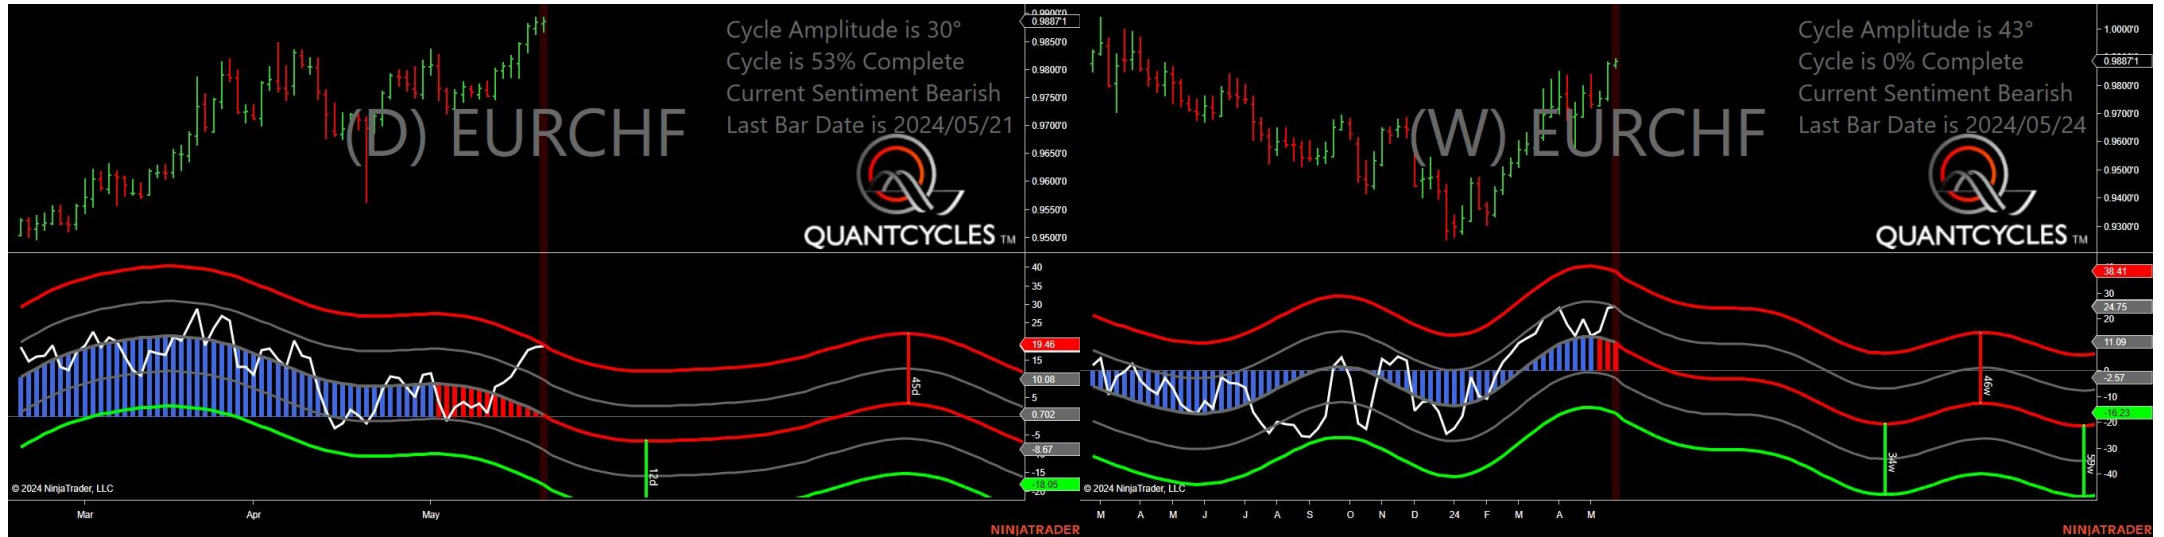 Cycle Amplitude is 30°
Cycle is 53% Complete
Current Sentiment Bearish
Last Bar Date is 2024/05/21
(D) EURCHF
QUANTCYCLES TM
0.9887'1
0.9850'0
0.9800'0
0.9750'0
0.9700'0
0.9650'0
0.9600'0
0.9550'0
0.9500'0
40
35
30
25
19.46
15
10.08
5
0.702
-5
-8.67
-15
-18.05
45d
12d
© 2024 NinjaTrader, LLC
Mar Apr May
NINJATRADER
Cycle Amplitude is 43°
Cycle is 0% Complete
Current Sentiment Bearish
Last Bar Date is 2024/05/24
(W) EURCHF
QUANTCYCLES TM
1.0000'0
0.9887'1
0.9800'0
0.9700'0
0.9600'0
0.9500'0
0.9400'0
0.9300'0
38.41
30
24.75
20
11.09
-2.57
-10
-16.23
-20
-30
-40
46w
34w
59w
© 2024 NinjaTrader, LLC
M A M J J A S O N D 24 F M A M
NINJATRADER